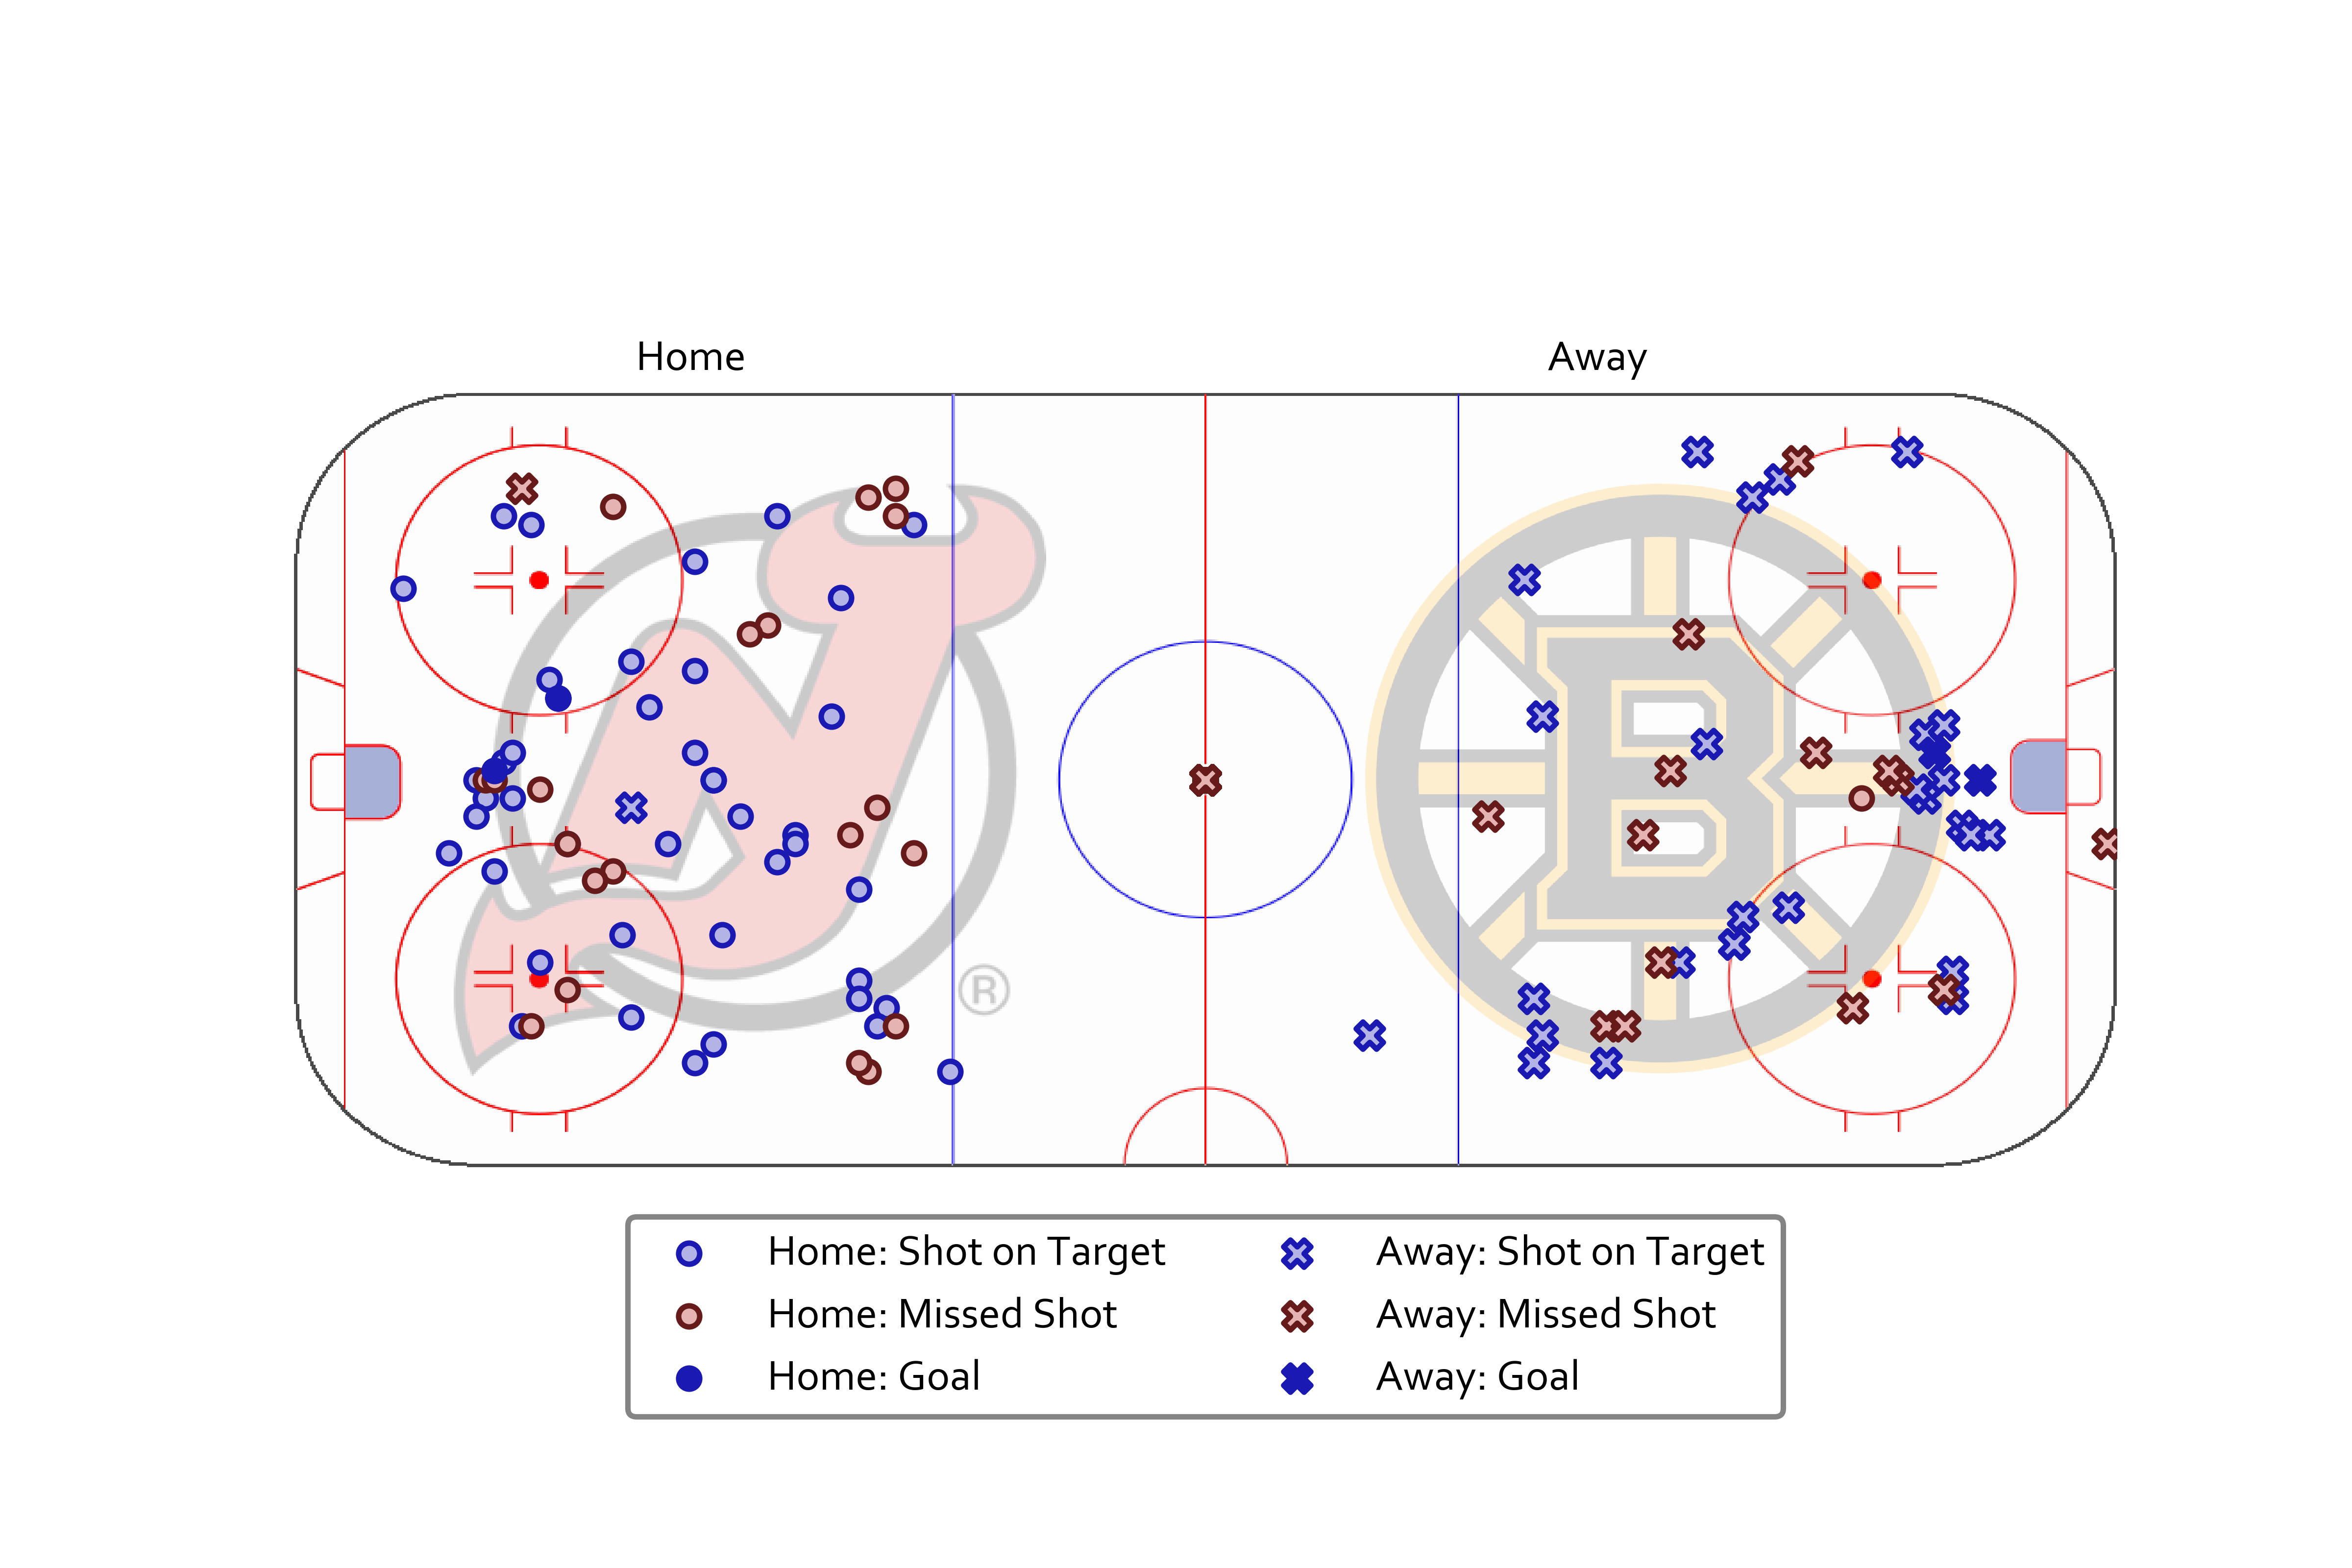 Home
Away
®
B
Home: Shot on Target
Away: Shot on Target
Home: Missed Shot
Away: Missed Shot
Home: Goal
Away: Goal